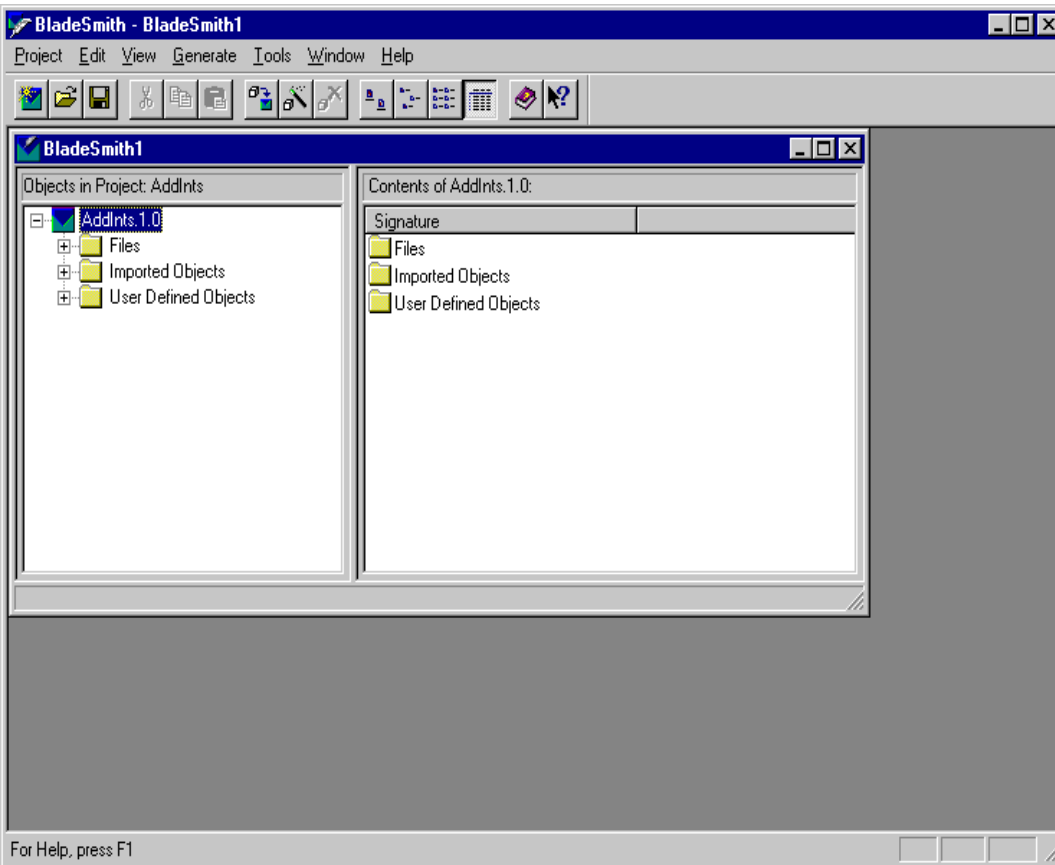 BladeSmith - BladeSmith1
Project Edit View Generate Tools Window Help
BladeSmith1
Objects in Project: AddInts
Contents of AddInts.1.0:
AddInts.1.0
Files
Imported Objects
User Defined Objects
Signature
Files
Imported Objects
User Defined Objects
For Help, press F1